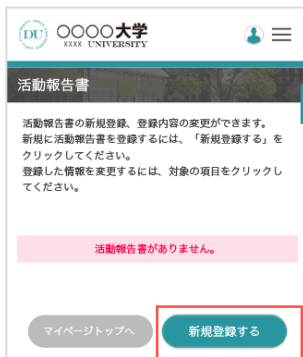 DU
○○○○大学
XXXX UNIVERSITY
活動報告書
活動報告書の新規登録、登録内容の変更ができます。
新規に活動報告書を登録するには、「新規登録する」を
クリックしてください。
登録した情報を変更するには、対象の項目をクリックし
てください。
活動報告書がありません。
マイページトップへ
新規登録する